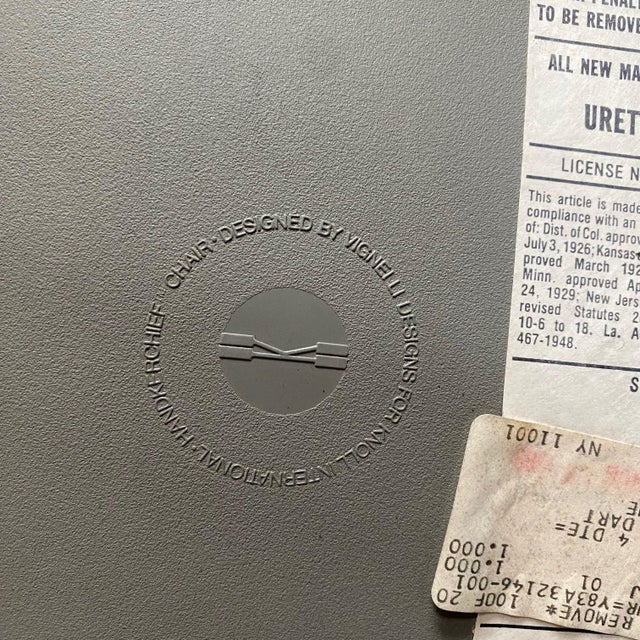 HANDKERCHIEF · CHAIR · DESIGNED BY VIGNELLI DESIGNS FOR KNOLL INTERNATIONAL ·
TO BE REMOVE
ALL NEW MA
URET
LICENSE N
This article is made
compliance with an
of: Dist. of Col. approv
July 3, 1926; Kansas
proved March 192
Minn. approved Ap
24, 1929; New Jers
revised Statutes 2
10-6 to 18. La. A
467-1948.
S
REMOVE* 100F 20
R=Y83A32146-001
01 J
1.000
1.000
4 DTE=
DART
NY 11001